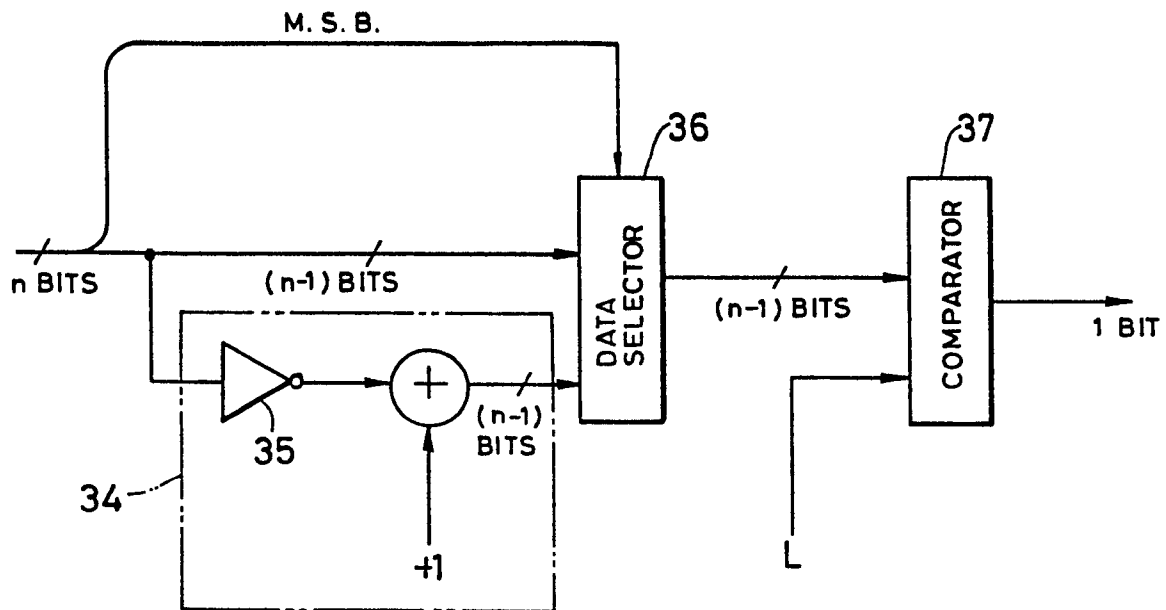 M. S. B.
36
37
n BITS
(n-1) BITS
DATA
SELECTOR
(n-1) BITS
COMPARATOR
1 BIT
+
(n-1)
BITS
35
34
+1
L